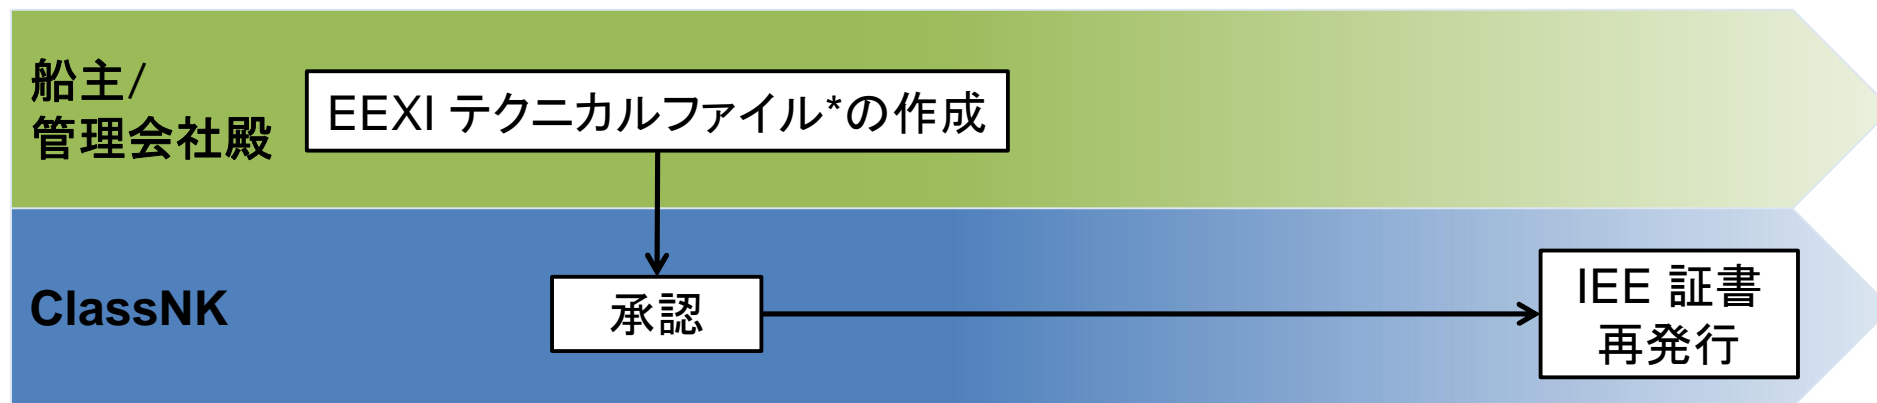 船主/
管理会社殿
EEXI テクニカルファイル*の作成
ClassNK
承認
IEE 証書
再発行